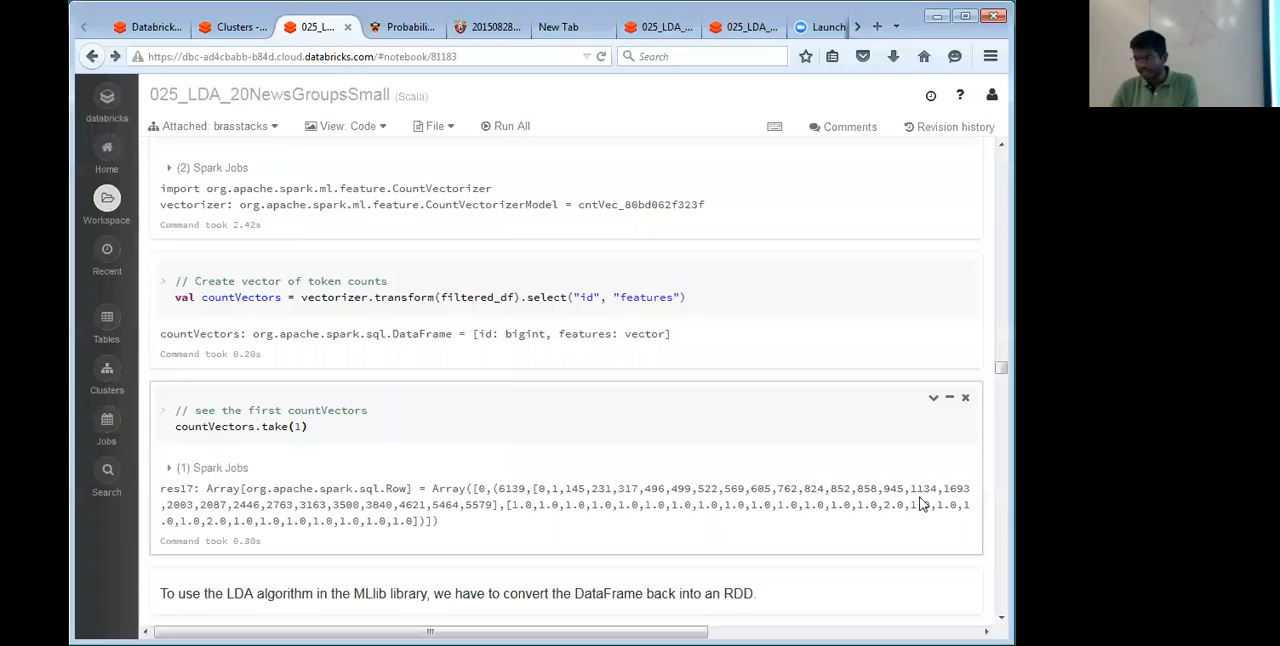 Databrick...
Clusters -...
025_L...
Probabili...
20150828...
New Tab
025_LDA_...
025_LDA_...
Launch
https://dbc-ad4cbabb-b84d.cloud.databricks.com/#notebook/81183
Search
databricks
Home
Workspace
Recent
Tables
Clusters
Jobs
Search
025_LDA_20NewsGroupsSmall (Scala)
Attached: brasstacks
View: Code
File
Run All
Comments
Revision history
(2) Spark Jobs
import org.apache.spark.ml.feature.CountVectorizer
vectorizer: org.apache.spark.ml.feature.CountVectorizerModel = cntVec_80bd062f323f
Command took 2.42s
// Create vector of token counts
val countVectors = vectorizer.transform(filtered_df).select("id", "features")
countVectors: org.apache.spark.sql.DataFrame = [id: bigint, features: vector]
Command took 0.20s
// see the first countVectors
countVectors.take(1)
(1) Spark Jobs
res17: Array[org.apache.spark.sql.Row] = Array([0,(6139,[0,1,145,231,317,496,499,522,569,605,762,824,852,858,945,1134,1693
,2003,2087,2446,2763,3163,3500,3840,4621,5464,5579],[1.0,1.0,1.0,1.0,1.0,1.0,1.0,1.0,1.0,1.0,1.0,1.0,1.0,1.0,2.0,1.0,1.0,1
.0,1.0,2.0,1.0,1.0,1.0,1.0,1.0,1.0,1.0])])
Command took 0.30s
To use the LDA algorithm in the MLlib library, we have to convert the DataFrame back into an RDD.